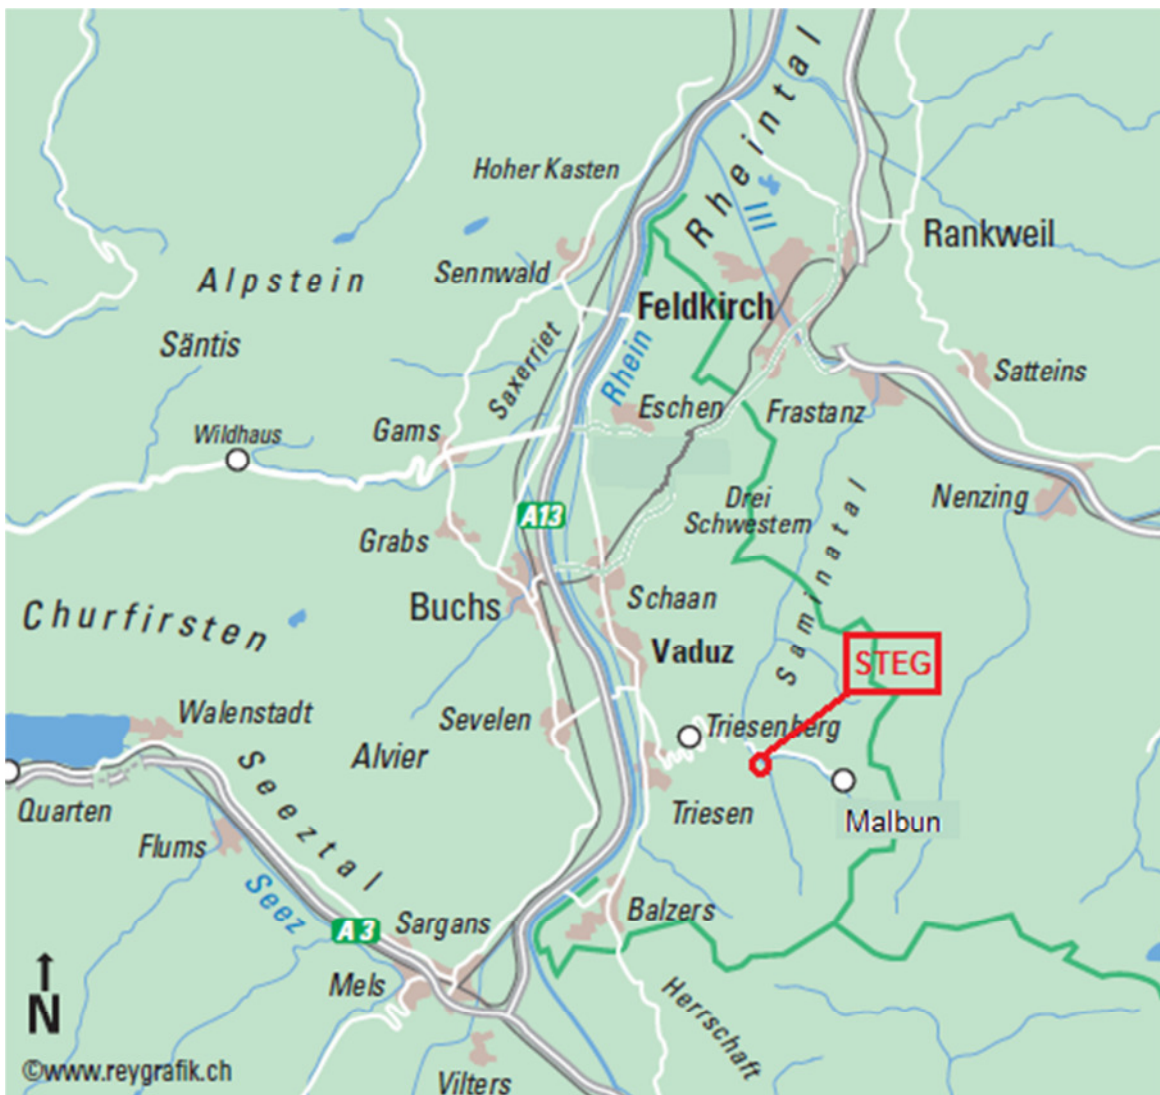 Rheintal
Hoher Kasten
Ill
Rankweil
Alpstein
Sennwald
Feldkirch
Säntis
Saxerriet
Rhein
Satteins
Eschen
Frastanz
Gams
Wildhaus
Drei
Schwestern
Nenzing
A13
Grabs
Saminatal
Buchs
Schaan
Churfirsten
Vaduz
STEG
Walenstadt
Sevelen
Triesenberg
Alvier
Seeztal
Quarten
Triesen
Malbun
Flums
Seez
A3
Sargans
Balzers
Mels
Herrschaft
N
©www.reygrafik.ch
Vilters